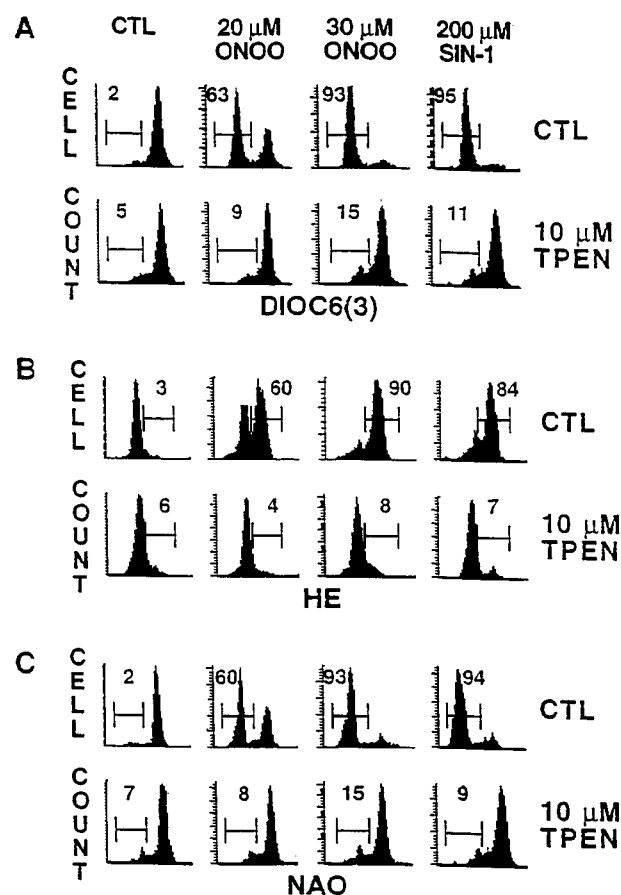 A
CTL 20 µM ONOO 30 µM ONOO 200 µM SIN-1
CELL COUNT
2 63 93 95 CTL
5 9 15 11 10 µM TPEN
DIOC6(3)
B
CELL COUNT
3 60 90 84 CTL
6 4 8 7 10 µM TPEN
HE
C
CELL COUNT
2 60 93 94 CTL
7 8 15 9 10 µM TPEN
NAO